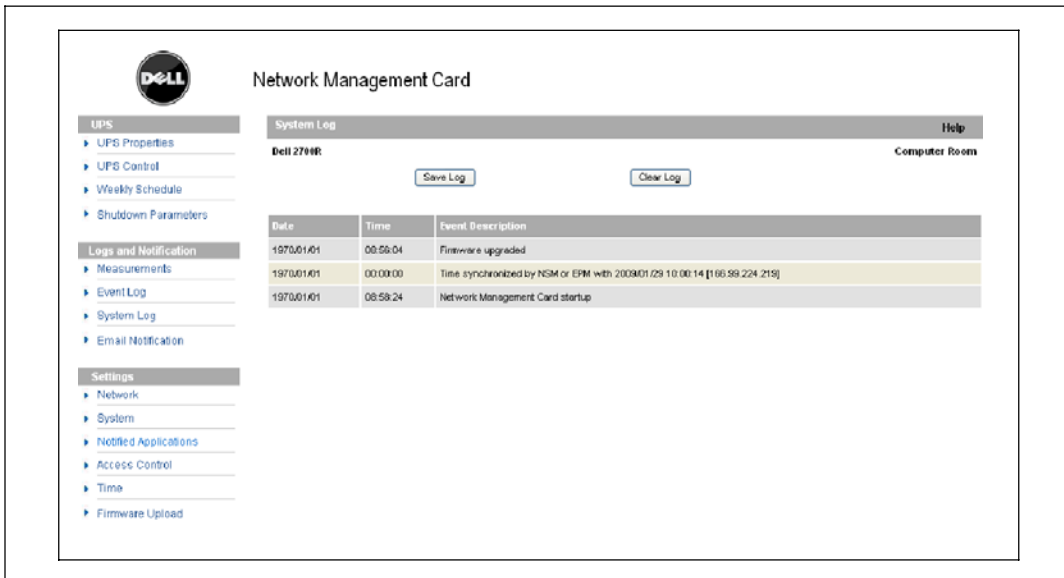 DELL
Network Management Card
UPS
UPS Properties
UPS Control
Weekly Schedule
Shutdown Parameters
Logs and Notification
Measurements
Event Log
System Log
Email Notification
Settings
Network
System
Notified Applications
Access Control
Time
Firmware Upload
System Log Help
Dell 2700R Computer Room
Save Log Clear Log
Date Time Event Description
1970/01/01 08:56:04 Firmware upgraded
1970/01/01 00:00:00 Time synchronized by NSM or EPM with 2009/01/29 10:00:14 [166.99.224.219]
1970/01/01 08:58:24 Network Management Card startup